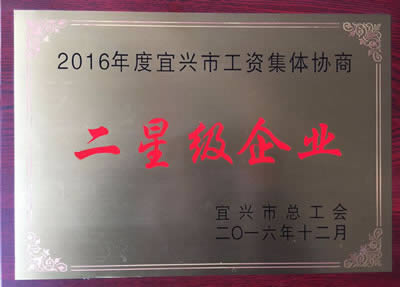 2016年度宜兴市工资集体协商
二星级企业
宜兴市总工会
二〇一六年十二月